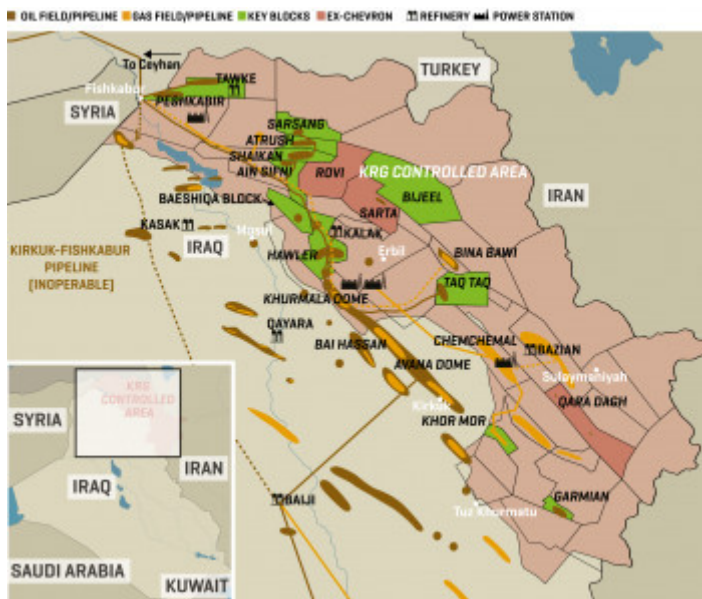 OIL FIELD/PIPELINE GAS FIELD/PIPELINE KEY BLOCKS EX-CHEVRON REFINERY POWER STATION
To Ceyhan
TURKEY
Fishkabur
TAWKE
PESHKABIR
SYRIA
SARSANG
ATRUSH
SHAIKAN
ROVI
KRG CONTROLLED AREA
AIN SIFNI
BIJEEL
IRAN
BAESHIQA BLOCK
SARTA
KASAK
Mosul
KALAK
IRAQ
Erbil
BINA BAWI
KIRKUK-FISHKABUR
PIPELINE
[INOPERABLE]
HAWLER
TAQ TAQ
KHURMALA DOME
QAYARA
CHEMCHEMAL
BAI HASSAN
BAZIAN
AVANA DOME
Sulaymaniyah
KRG
CONTROLLED
AREA
QARA DAGH
Kirkuk
KHOR MOR
SYRIA
IRAN
IRAQ
BAIJI
GARMIAN
Tuz Khormatu
SAUDI ARABIA
KUWAIT